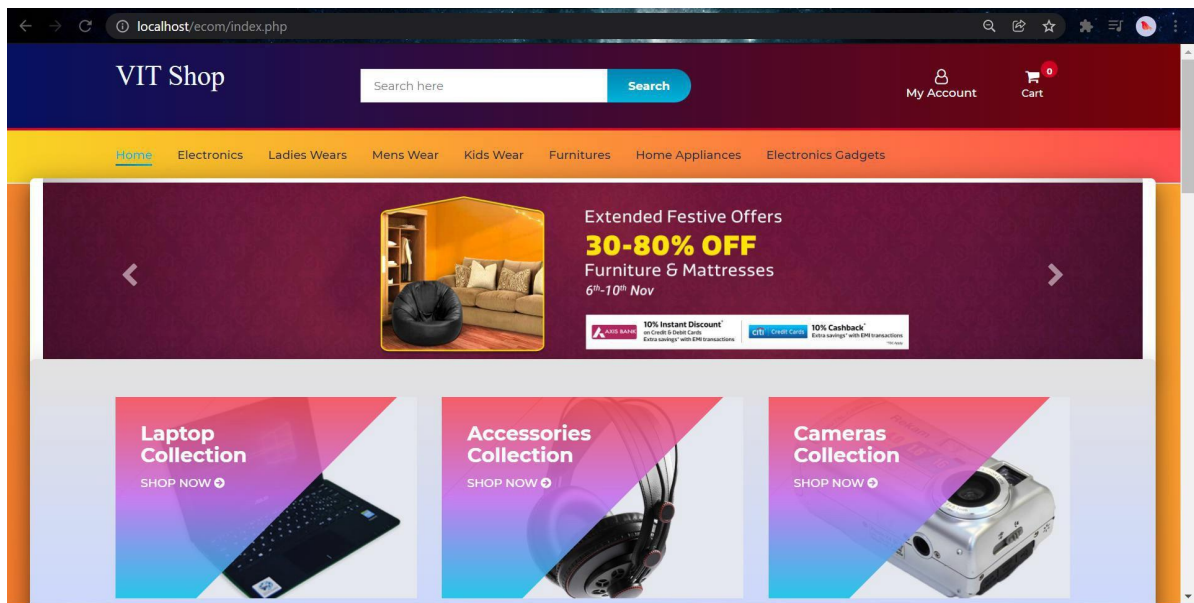 localhost/ecom/index.php
VIT Shop
Search here
Search
My Account
0
Cart
Home Electronics Ladies Wears Mens Wear Kids Wear Furnitures Home Appliances Electronics Gadgets
Extended Festive Offers
30-80% OFF
Furniture & Mattresses
6th-10th Nov
AXIS BANK
10% Instant Discount*
on Credit & Debit Cards
Extra savings* with EMI transactions
citi Credit Cards
10% Cashback*
Extra savings* with EMI transactions
Laptop
Collection
SHOP NOW
Accessories
Collection
SHOP NOW
Cameras
Collection
SHOP NOW